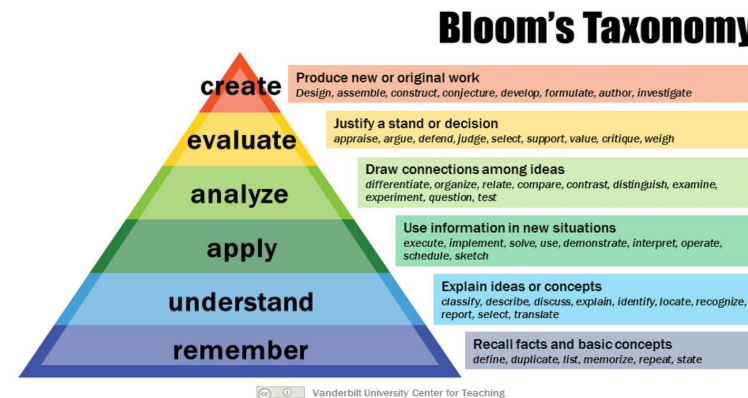 Bloom's Taxonomy
create
Produce new or original work
Design, assemble, construct, conjecture, develop, formulate, author, investigate
evaluate
Justify a stand or decision
appraise, argue, defend, judge, select, support, value, critique, weigh
analyze
Draw connections among ideas
differentiate, organize, relate, compare, contrast, distinguish, examine,
experiment, question, test
apply
Use information in new situations
execute, implement, solve, use, demonstrate, interpret, operate,
schedule, sketch
understand
Explain ideas or concepts
classify, describe, discuss, explain, identify, locate, recognize,
report, select, translate
remember
Recall facts and basic concepts
define, duplicate, list, memorize, repeat, state
cc Vanderbilt University Center for Teaching